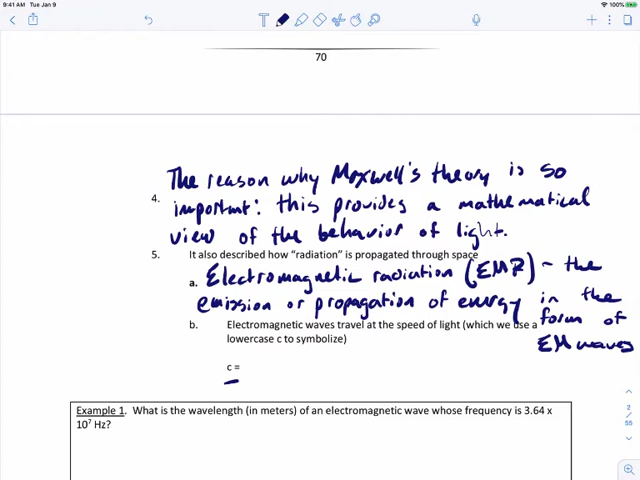 9:41 AM Tue Jan 9
100%
T
70
The reason why Maxwell's theory is so
4. important: this provides a mathematical
view of the behavior of light.
5. It also described how “radiation” is propagated through space
a. Electromagnetic radiation (EMR) - the
emission or propagation of energy in the
form of
EM waves
b. Electromagnetic waves travel at the speed of light (which we use a
lowercase c to symbolize)
c =
Example 1. What is the wavelength (in meters) of an electromagnetic wave whose frequency is 3.64 x
10⁷ Hz?
2
/
55